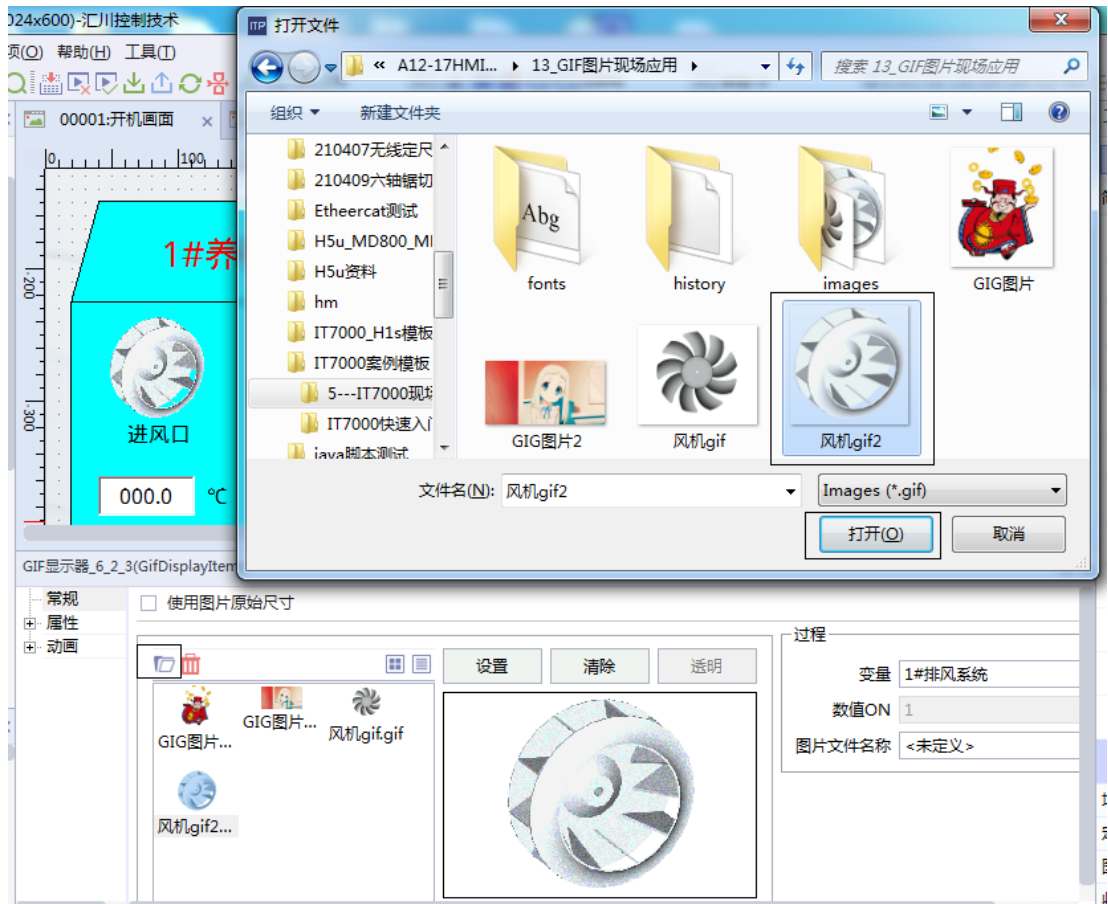 024x600)-汇川控制技术
项(O) 帮助(H) 工具(T)
00001:开机画面
0 100
200
300
1#养
进风口
000.0 ℃
ITP 打开文件
« A12-17HMI... 13_GIF图片现场应用
搜索 13_GIF图片现场应用
组织 新建文件夹
210407无线定尺
210409六轴锯切
Etheercat测试
H5u_MD800_MI
H5u资料
hm
IT7000_H1s模板
IT7000案例模板
5---IT7000现场
IT7000快速入门
java脚本测试
Abg
fonts
history
images
GIG图片
GIG图片2
风机gif
风机gif2
文件名(N): 风机gif2
Images (*.gif)
打开(O) 取消
GIF显示器_6_2_3(GifDisplayItem
常规
属性
动画
使用图片原始尺寸
设置 清除 透明
GIG图片...
GIG图片...
风机gif.gif
风机gif2...
过程
变量 1#排风系统
数值ON 1
图片文件名称 <未定义>